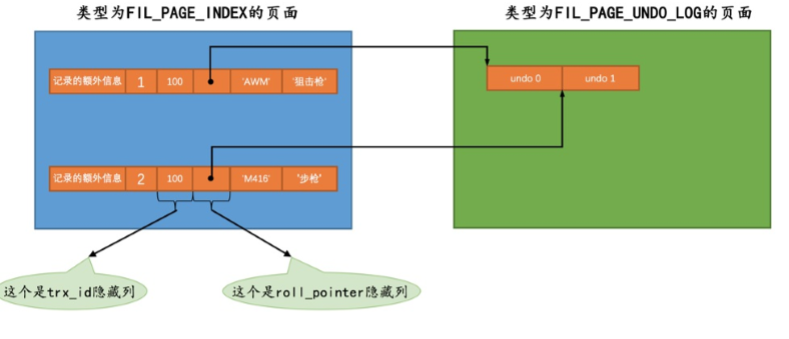 类型为FIL_PAGE_INDEX的页面
类型为FIL_PAGE_UNDO_LOG的页面
记录的额外信息 1 100 'AWM' '狙击枪'
undo 0 undo 1
记录的额外信息 2 100 'M416' '步枪'
这个是trx_id隐藏列
这个是roll_pointer隐藏列